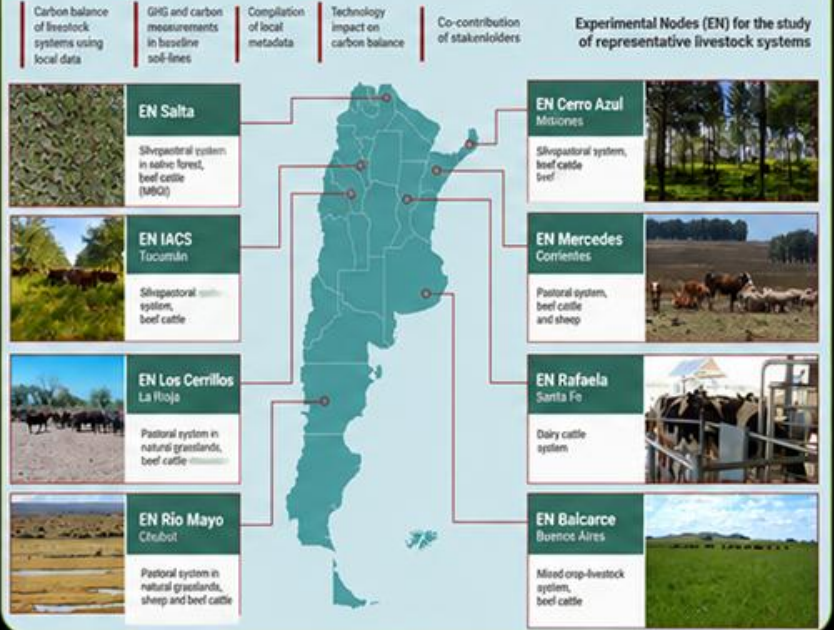 Carbon balance
of livestock
systems using
local data
GHG and carbon
measurements
in baseline
soil-lines
Compilation
of local
metadata
Technology
impact on
carbon balance
Co-contribution
of stakenloiders
Experimental Nodes (EN) for the study
of representative livestock systems
EN Salta
Silvopastoral system
in native forest,
beef cattle
EN IACS
Tucumán
Silvopastoral
system,
beef cattle
EN Los Cerrillos
La Rioja
Pastoral system in
natural grasslands,
beef cattle
EN Rio Mayo
Chubut
Pastoral system in
natural grasslands,
sheep and beef cattle
EN Cerro Azul
Misiones
Silvopastoral system,
beef cattle
beef
EN Mercedes
Corrientes
Pastoral system,
beef cattle
and sheep
EN Rafaela
Santa Fe
Dairy cattle
system
EN Balcarce
Buenos Aires
Mixed crop-livestock
system,
beef cattle